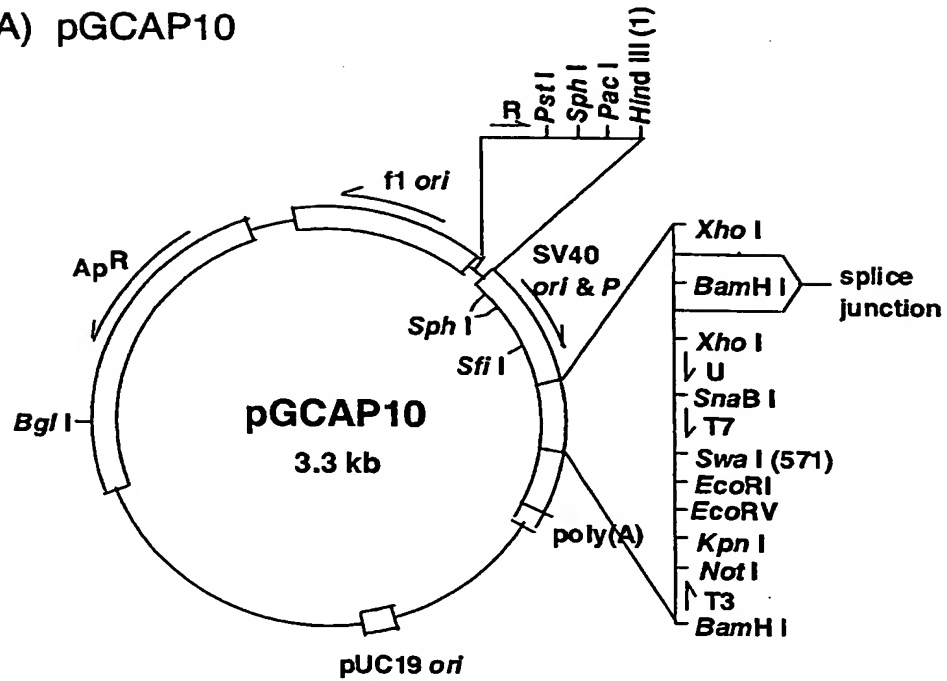 A) pGCAP10
R
Pst I
Sph I
Pac I
Hind III (1)
f1 ori
Ap^R
SV40
ori & P
Sph I
Sfi I
Bgl I
pGCAP10
3.3 kb
poly(A)
pUC19 ori
Xho I
BamH I
splice
junction
Xho I
U
SnaB I
T7
Swa I (571)
EcoRI
EcoRV
Kpn I
Not I
T3
BamH I